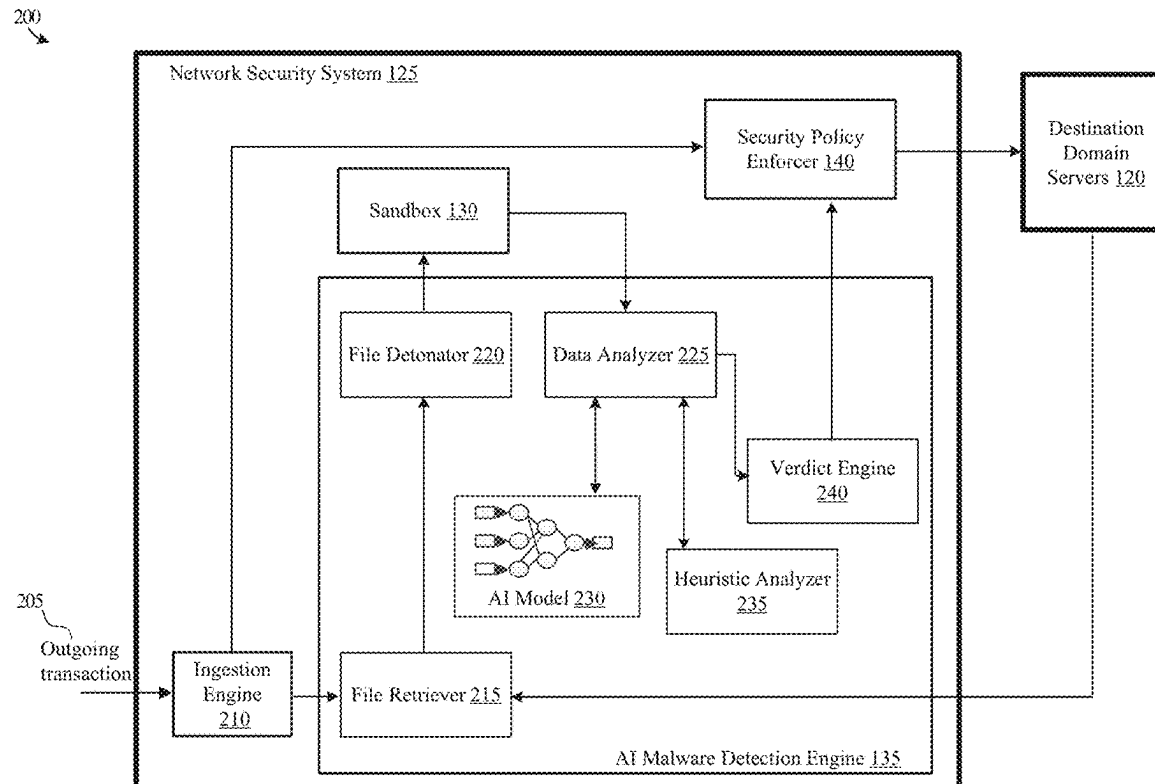 200
Network Security System 125
Security Policy
Enforcer 140
Destination
Domain
Servers 120
Sandbox 130
File Detonator 220
Data Analyzer 225
Verdict Engine
240
AI Model 230
Heuristic Analyzer
235
205
Outgoing
transaction
Ingestion
Engine
210
File Retriever 215
AI Malware Detection Engine 135